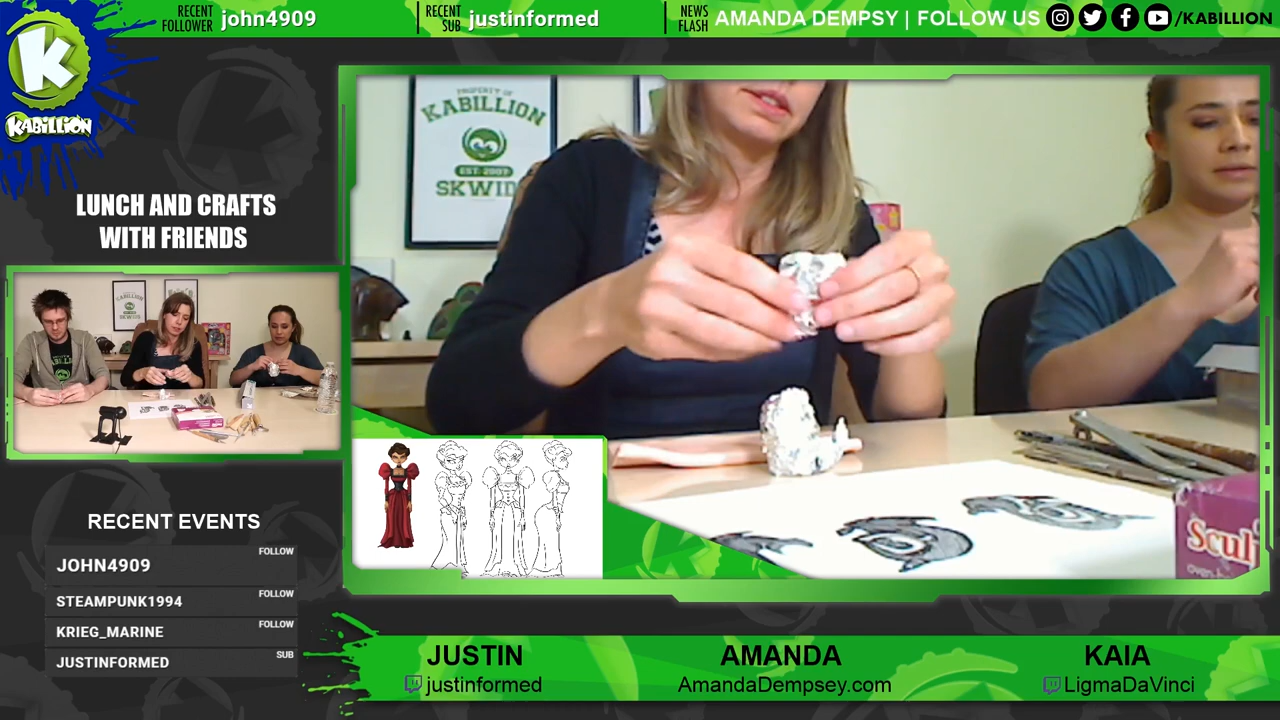 RECENT FOLLOWER john4909
RECENT SUB justinformed
NEWS FLASH AMANDA DEMPSY | FOLLOW US /KABILLION
K
KABILLION
LUNCH AND CRAFTS
WITH FRIENDS
PROPERTY OF
KABILLION
EST. 2007
SKWID
KABILLION
RECENT EVENTS
JOHN4909 FOLLOW
STEAMPUNK1994 FOLLOW
KRIEG_MARINE FOLLOW
JUSTINFORMED SUB
JUSTIN
justinformed
AMANDA
AmandaDempsey.com
KAIA
LigmaDaVinci